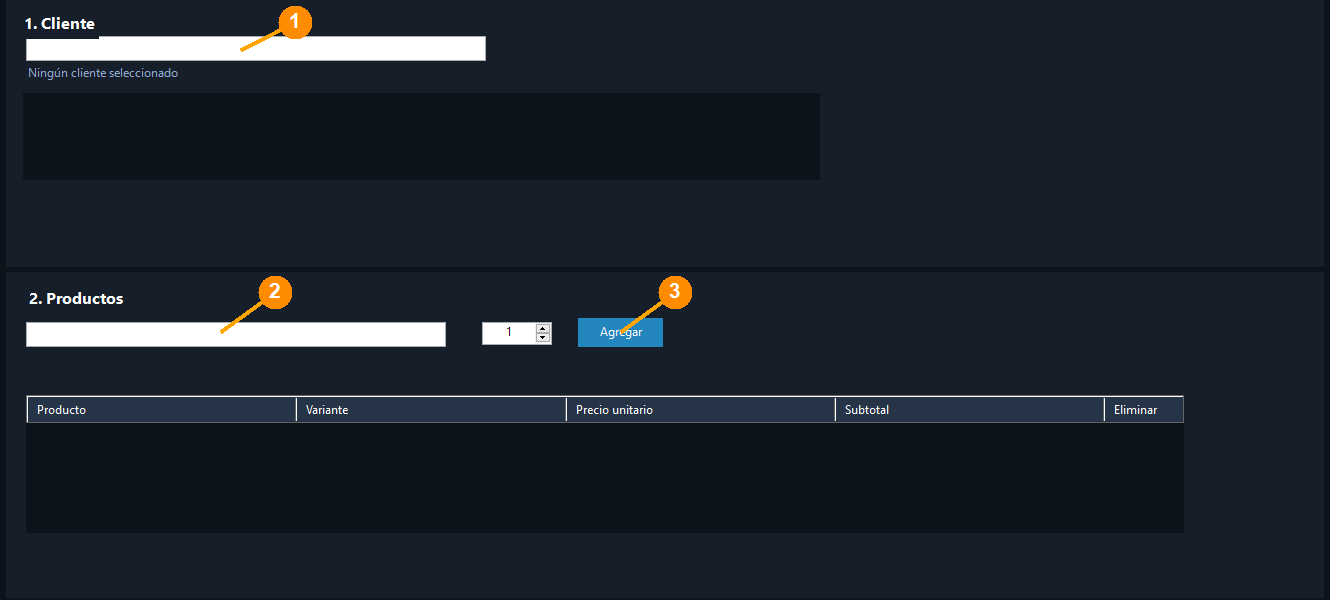 1. Cliente
1
Ningún cliente seleccionado
2. Productos
2
3
1
Agregar
Producto Variante Precio unitario Subtotal Eliminar